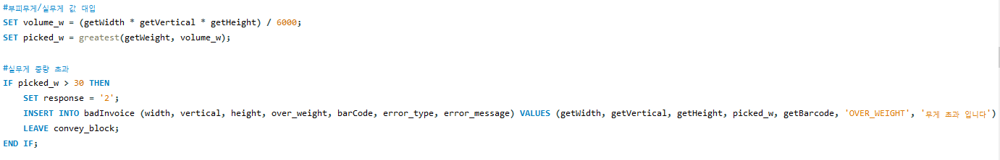 #부피무게/실무게 값 대입
SET volume_w = (getWidth * getVertical * getHeight) / 6000;
SET picked_w = greatest(getWeight, volume_w);
#실무게 중량 초과
IF picked_w > 30 THEN
SET response = '2';
INSERT INTO badInvoice (width, vertical, height, over_weight, barCode, error_type, error_message) VALUES (getWidth, getVertical, getHeight, picked_w, getBarcode, 'OVER_WEIGHT', '무게 초과 입니다')
LEAVE convey_block;
END IF;